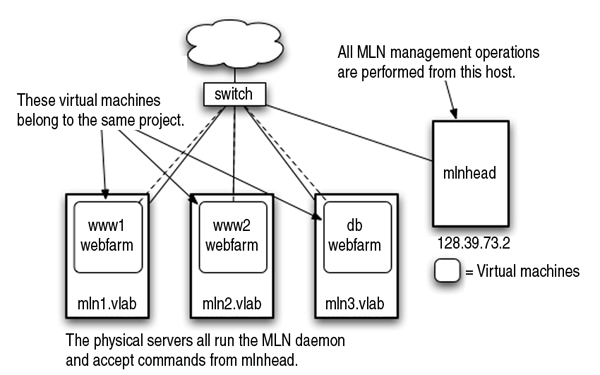 All MLN management operations
are performed from this host.
switch
These virtual machines
belong to the same project.
mlnhead
www1
webfarm
www2
webfarm
db
webfarm
128.39.73.2
= Virtual machines
mln1.vlab
mln2.vlab
mln3.vlab
The physical servers all run the MLN daemon
and accept commands from mlnhead.